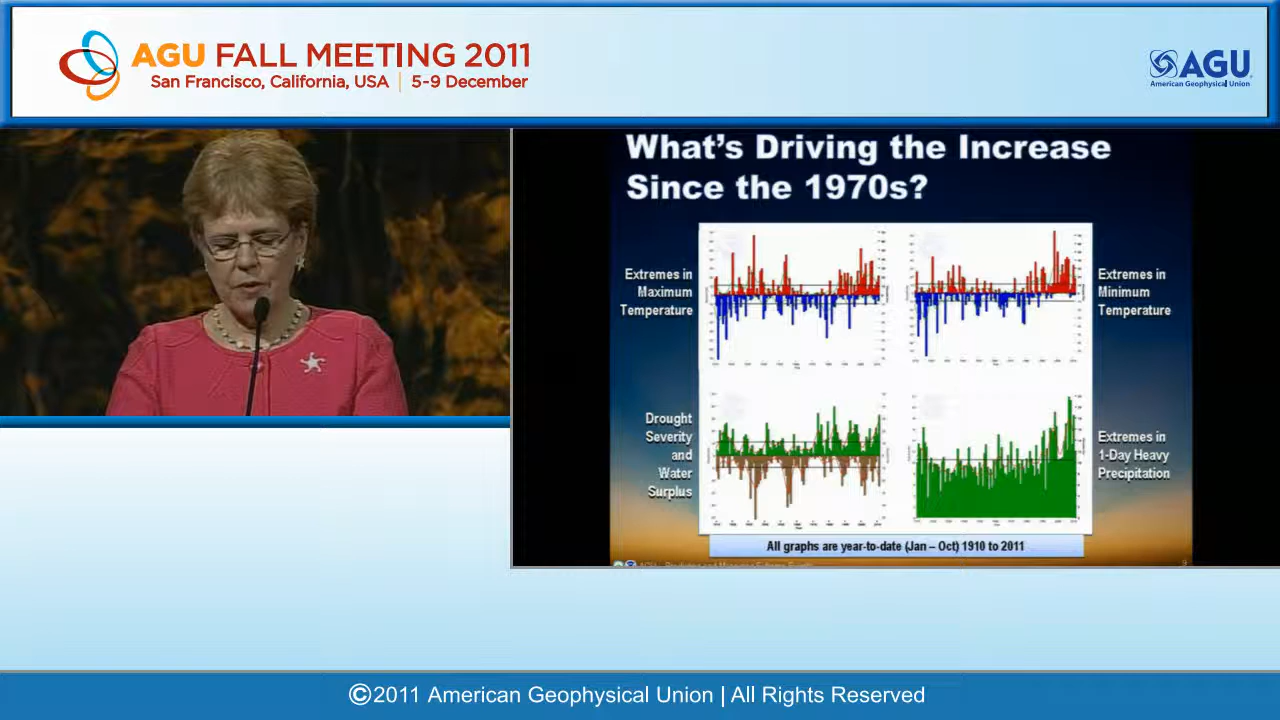 AGU FALL MEETING 2011
San Francisco, California, USA | 5-9 December
AGU
American Geophysical Union
What's Driving the Increase
Since the 1970s?
Extremes in
Maximum
Temperature
Extremes in
Minimum
Temperature
Drought
Severity
and
Water
Surplus
Extremes in
1-Day Heavy
Precipitation
All graphs are year-to-date (Jan – Oct) 1910 to 2011
©2011 American Geophysical Union | All Rights Reserved